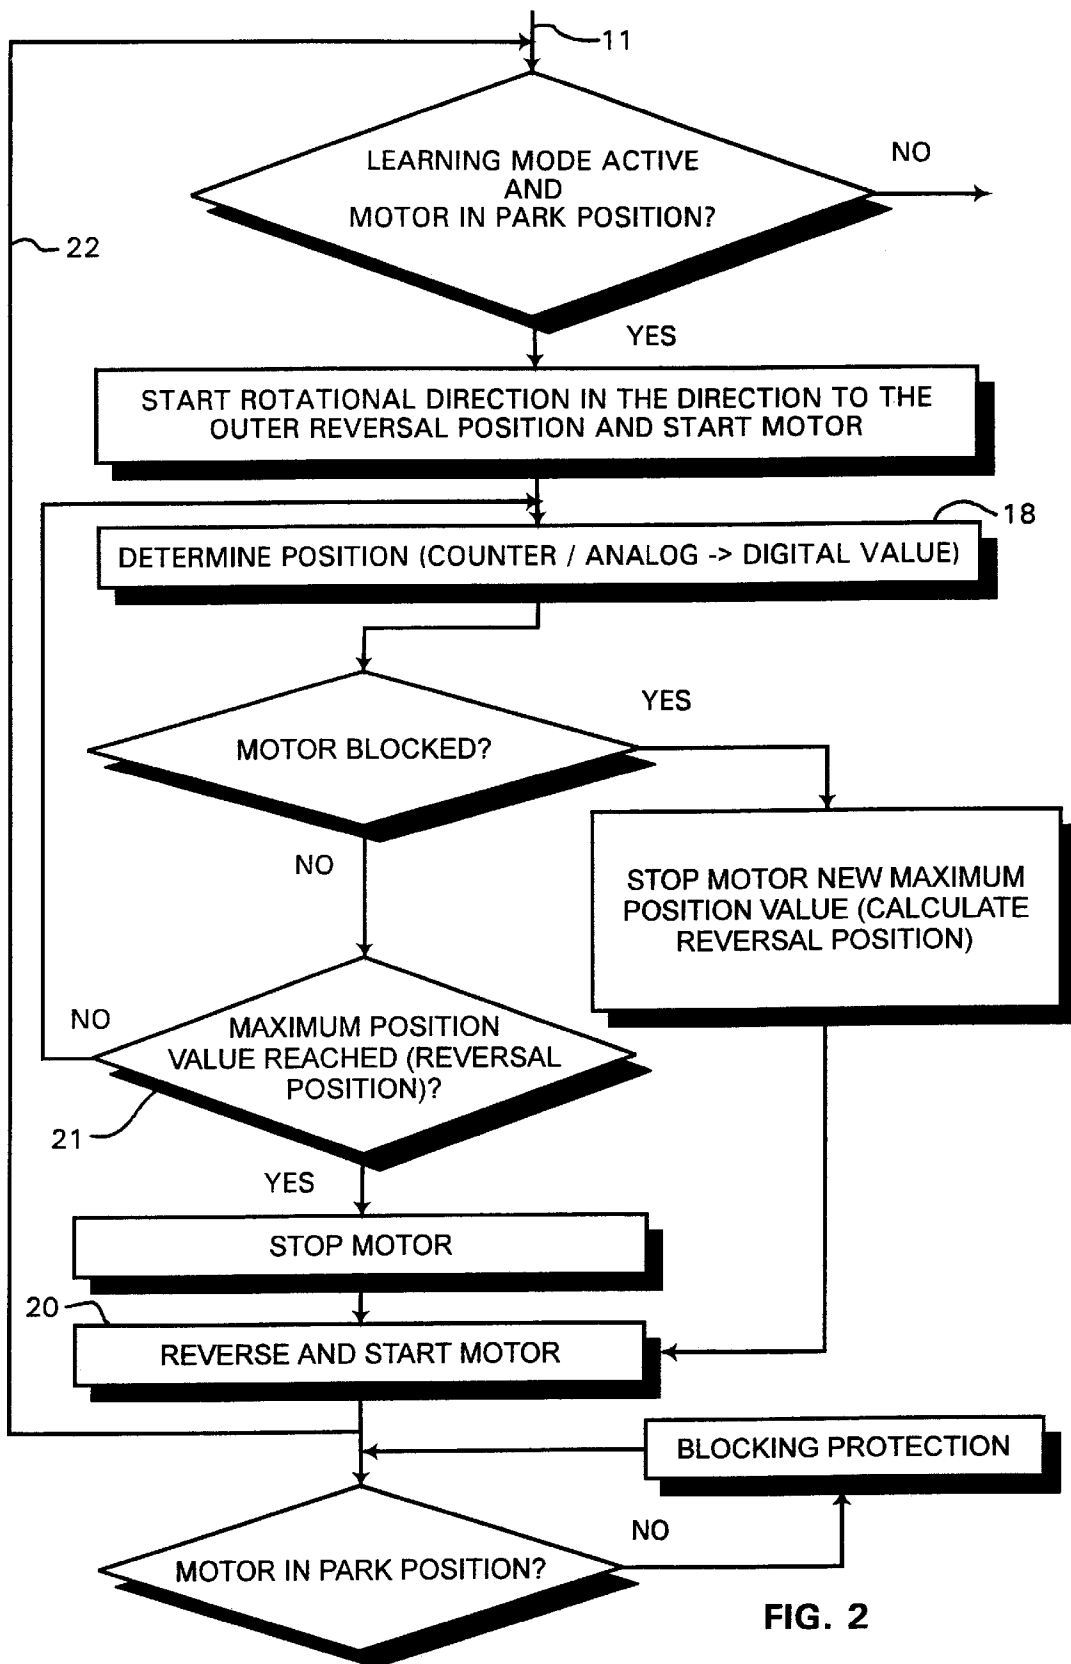 11
LEARNING MODE ACTIVE
AND
MOTOR IN PARK POSITION?
NO
22
YES
START ROTATIONAL DIRECTION IN THE DIRECTION TO THE
OUTER REVERSAL POSITION AND START MOTOR
18
DETERMINE POSITION (COUNTER / ANALOG -> DIGITAL VALUE)
YES
MOTOR BLOCKED?
NO
STOP MOTOR NEW MAXIMUM
POSITION VALUE (CALCULATE
REVERSAL POSITION)
NO
MAXIMUM POSITION
VALUE REACHED (REVERSAL
POSITION)?
21
YES
STOP MOTOR
20
REVERSE AND START MOTOR
BLOCKING PROTECTION
NO
MOTOR IN PARK POSITION?
FIG. 2